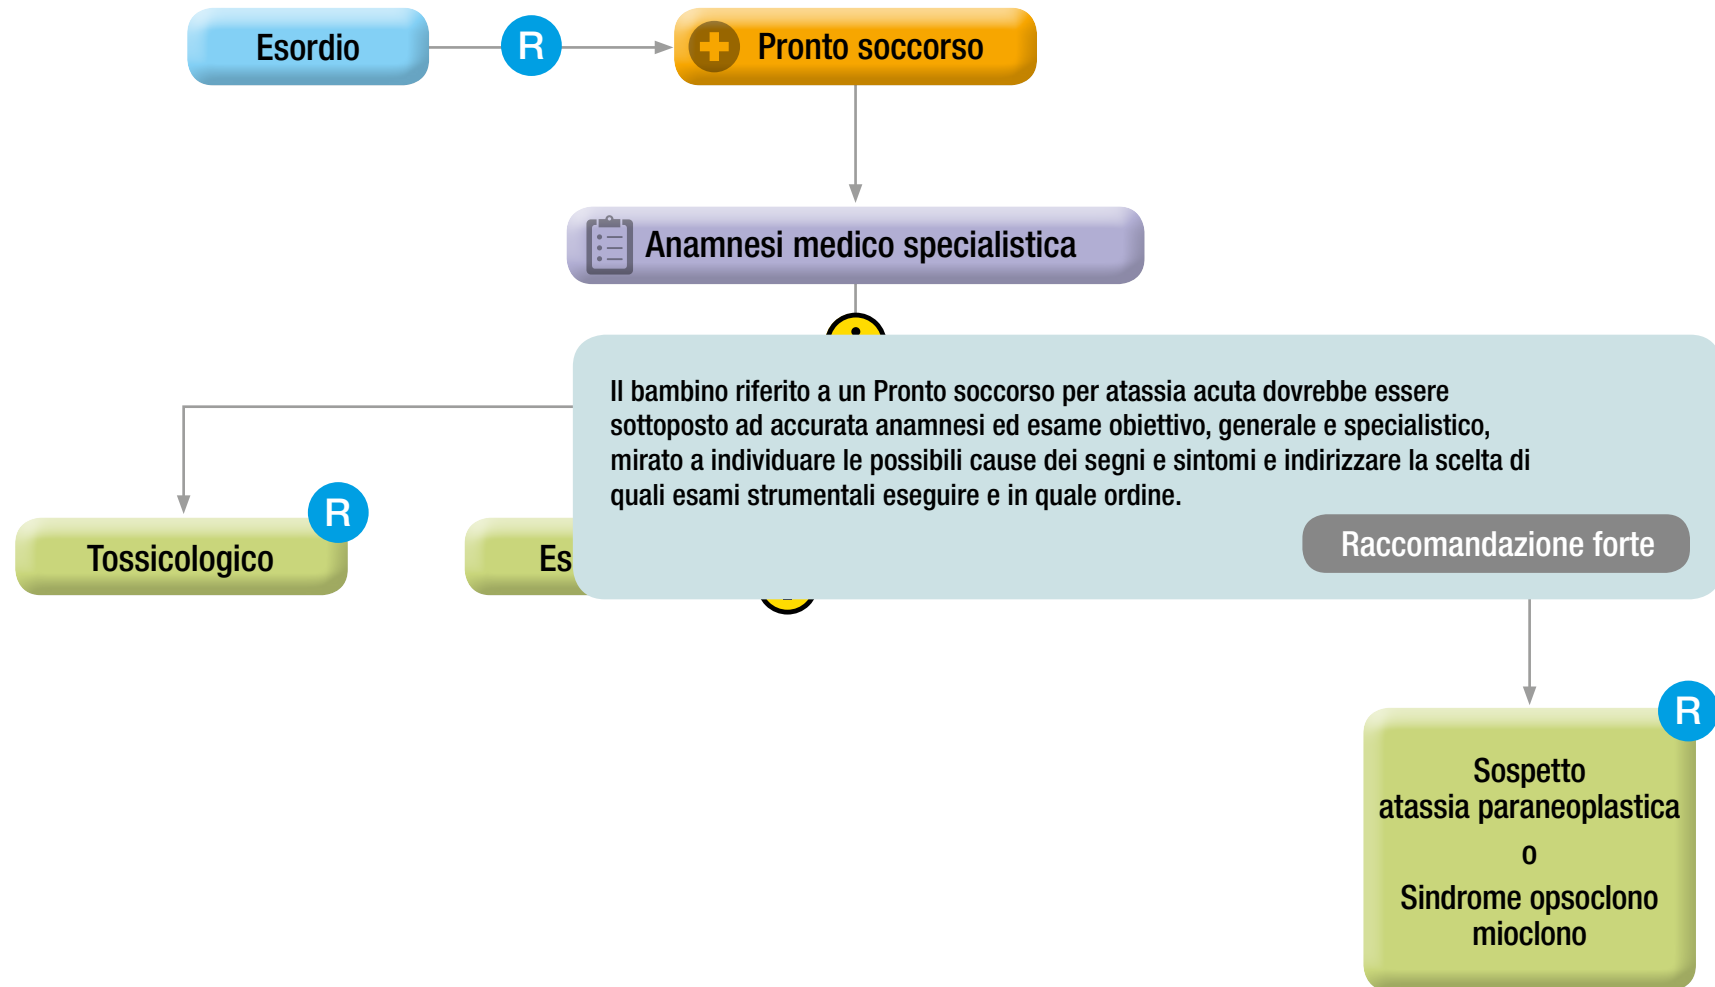 Esordio
R
Pronto soccorso
Anamnesi medico specialistica
Il bambino riferito a un Pronto soccorso per atassia acuta dovrebbe essere
sottoposto ad accurata anamnesi ed esame obiettivo, generale e specialistico,
mirato a individuare le possibili cause dei segni e sintomi e indirizzare la scelta di
quali esami strumentali eseguire e in quale ordine.
Raccomandazione forte
R
Tossicologico
Es
R
Sospetto
atassia paraneoplastica
o
Sindrome opsoclono
mioclono